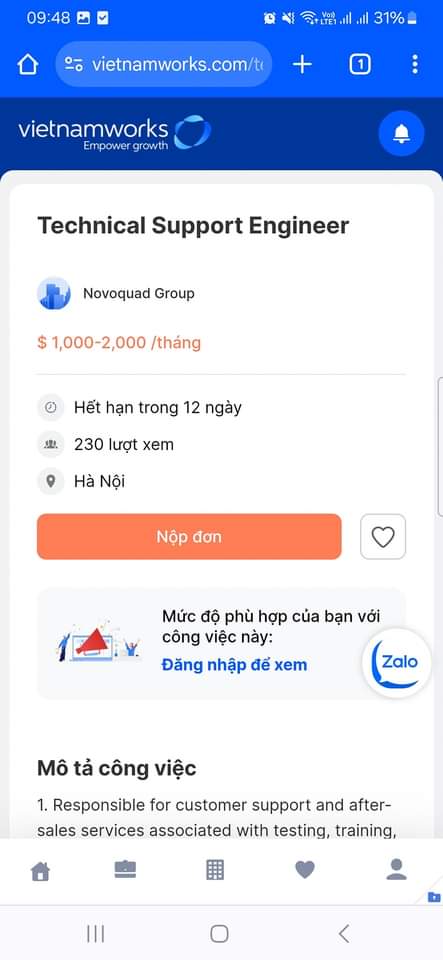 09:48
Vo))
LTE1
31%
vietnamworks.com/t
1
vietnamworks
Empower growth
Technical Support Engineer
Novoquad Group
$ 1,000-2,000 /tháng
Hết hạn trong 12 ngày
230 lượt xem
Hà Nội
Nộp đơn
Mức độ phù hợp của bạn với
công việc này:
Đăng nhập để xem
Zalo
Mô tả công việc
1. Responsible for customer support and after-
sales services associated with testing, training,